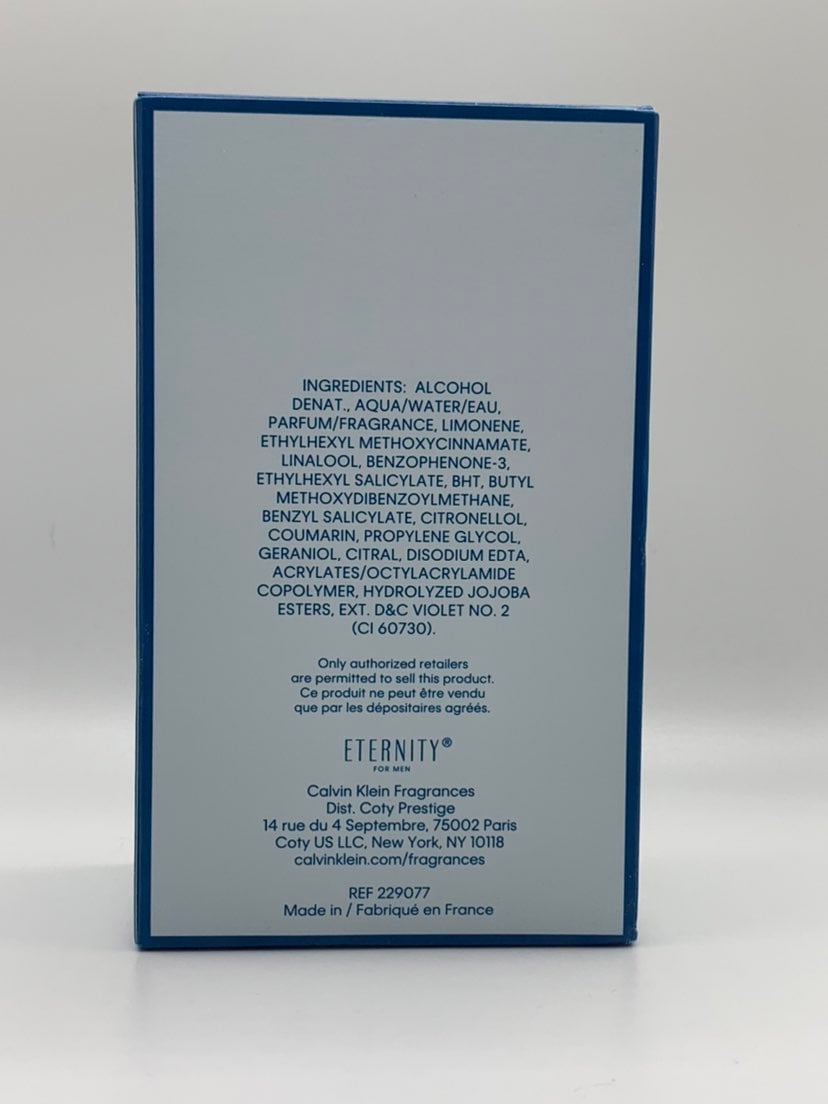 INGREDIENTS: ALCOHOL
DENAT., AQUA/WATER/EAU,
PARFUM/FRAGRANCE, LIMONENE,
ETHYLHEXYL METHOXYCINNAMATE,
LINALOOL, BENZOPHENONE-3,
ETHYLHEXYL SALICYLATE, BHT, BUTYL
METHOXYDIBENZOYLMETHANE,
BENZYL SALICYLATE, CITRONELLOL,
COUMARIN, PROPYLENE GLYCOL,
GERANIOL, CITRAL, DISODIUM EDTA,
ACRYLATES/OCTYLACRYLAMIDE
COPOLYMER, HYDROLYZED JOJOBA
ESTERS, EXT. D&C VIOLET NO. 2
(CI 60730).
Only authorized retailers
are permitted to sell this product.
Ce produit ne peut être vendu
que par les dépositaires agréés.
ETERNITY®
FOR MEN
Calvin Klein Fragrances
Dist. Coty Prestige
14 rue du 4 Septembre, 75002 Paris
Coty US LLC, New York, NY 10118
calvinklein.com/fragrances
REF 229077
Made in / Fabriqué en France